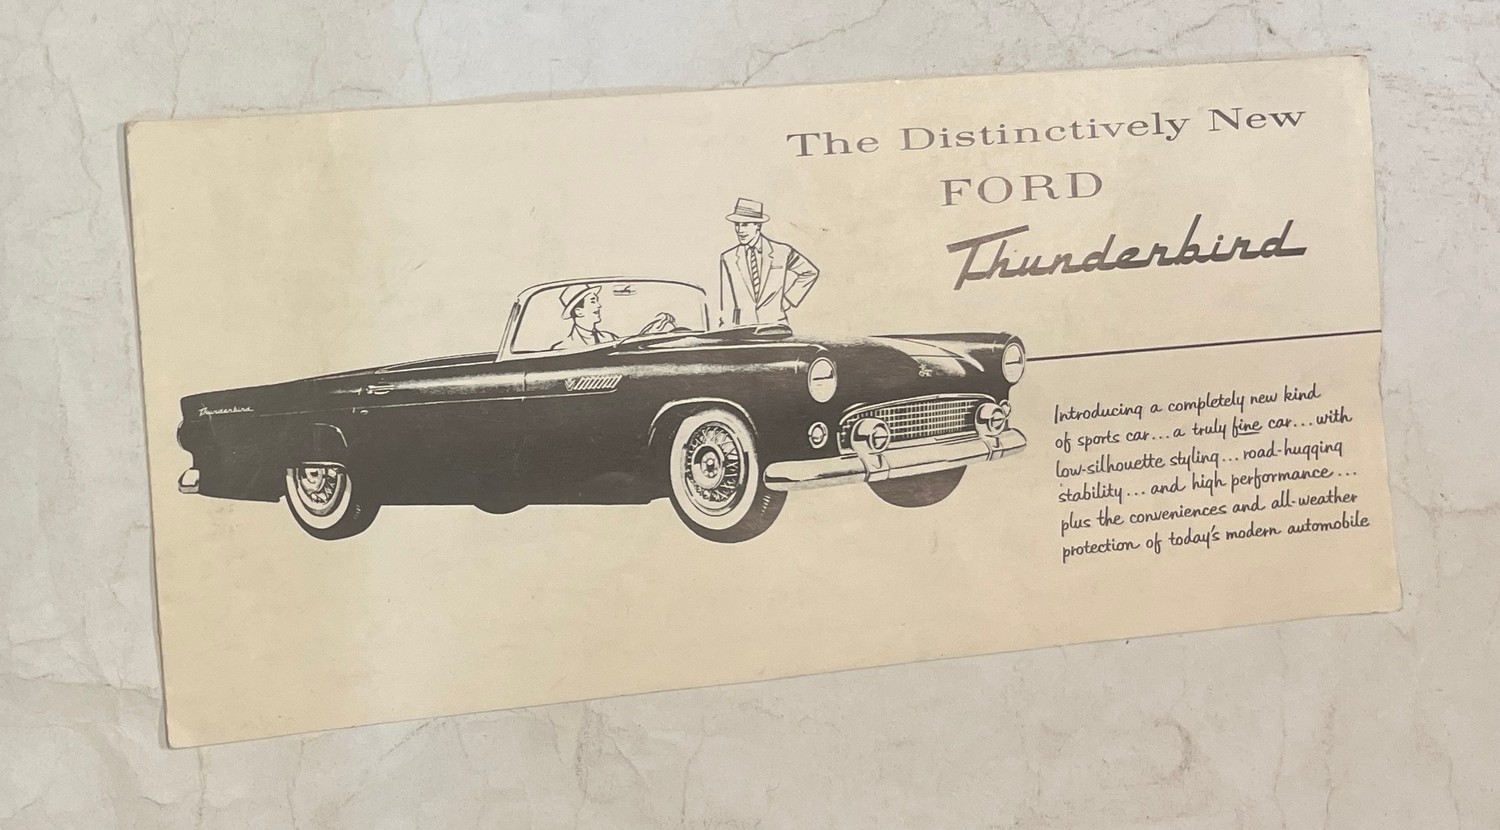 The Distinctively New
FORD
Thunderbird
Thunderbird
Introducing a completely new kind
of sports car...a truly fine car...with
low-silhouette styling...road-hugging
stability...and high performance...
plus the conveniences and all-weather
protection of today's modern automobile